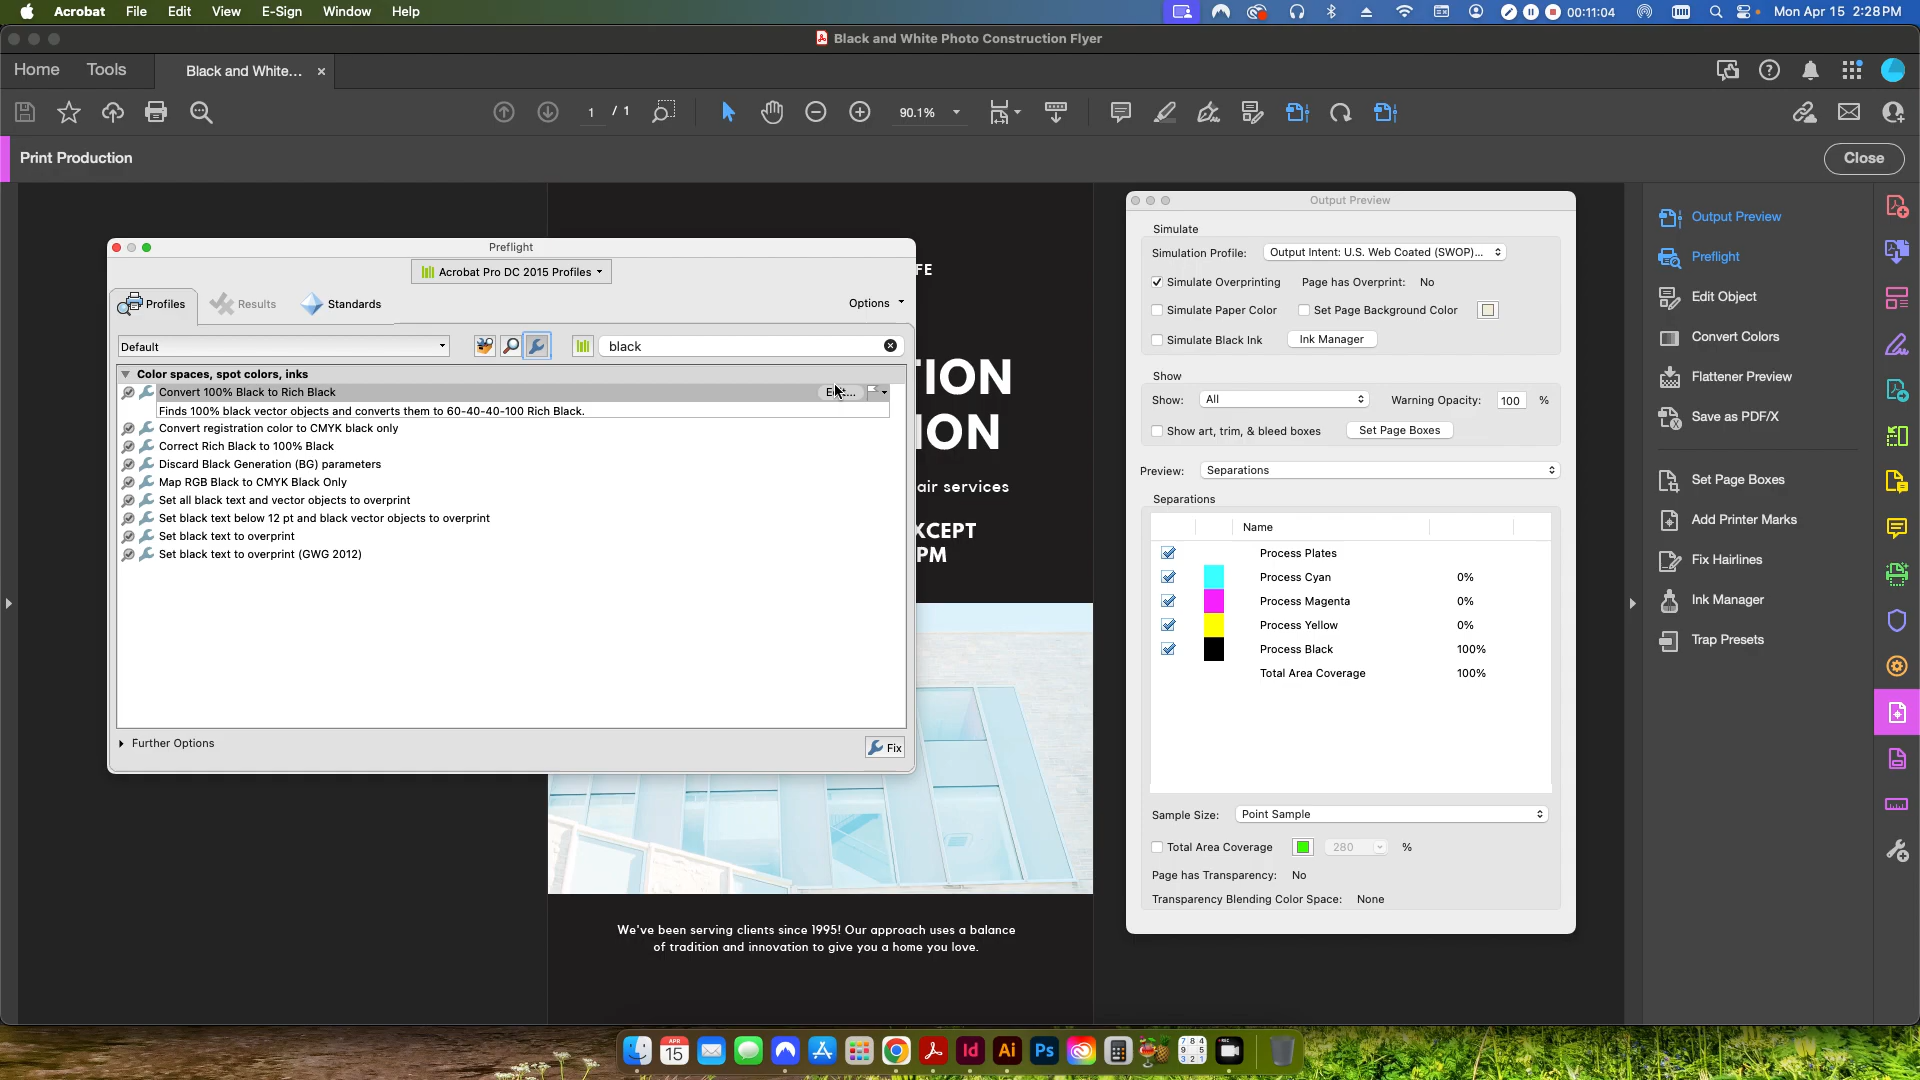 Acrobat File Edit View E-Sign Window Help 00:11:04 Mon Apr 15 2:28 PM
Black and White Photo Construction Flyer
Home Tools Black and White... ×
1 / 1 90.1%
Print Production Close
Preflight
Acrobat Pro DC 2015 Profiles
Profiles Results Standards Options
Default black
Color spaces, spot colors, inks
Convert 100% Black to Rich Black
Finds 100% black vector objects and converts them to 60-40-40-100 Rich Black.
Convert registration color to CMYK black only
Correct Rich Black to 100% Black
Discard Black Generation (BG) parameters
Map RGB Black to CMYK Black Only
Set all black text and vector objects to overprint
Set black text below 12 pt and black vector objects to overprint
Set black text to overprint
Set black text to overprint (GWG 2012)
Further Options
Fix
FE
ION
ION
air services
XCEPT
PM
We've been serving clients since 1995! Our approach uses a balance
of tradition and innovation to give you a home you love.
Output Preview
Simulate
Simulation Profile: Output Intent: U.S. Web Coated (SWOP)...
Simulate Overprinting Page has Overprint: No
Simulate Paper Color Set Page Background Color
Simulate Black Ink Ink Manager
Show
Show: All Warning Opacity: 100 %
Show art, trim, & bleed boxes Set Page Boxes
Preview: Separations
Separations
Name
Process Plates
Process Cyan 0%
Process Magenta 0%
Process Yellow 0%
Process Black 100%
Total Area Coverage 100%
Sample Size: Point Sample
Total Area Coverage 280 %
Page has Transparency: No
Transparency Blending Color Space: None
Output Preview
Preflight
Edit Object
Convert Colors
Flattener Preview
Save as PDF/X
Set Page Boxes
Add Printer Marks
Fix Hairlines
Ink Manager
Trap Presets
APR
15
Id Ai Ps